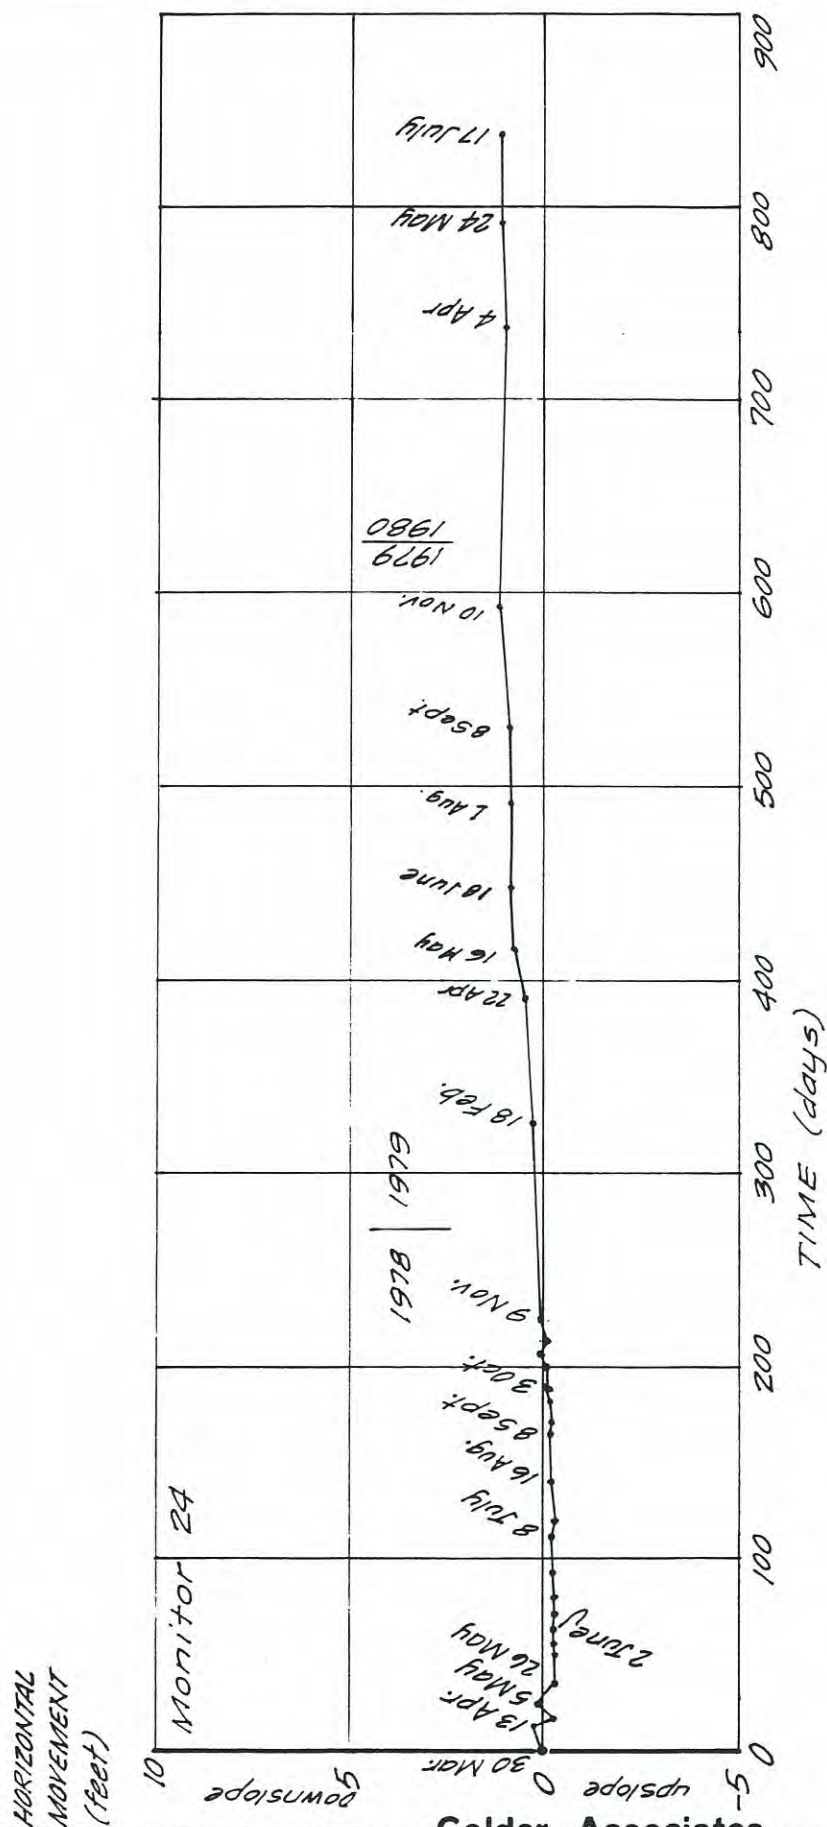 HORIZONTAL
MOVEMENT
(feet)
Monitor 24
10
5
0
-5
Downslope
upslope
30 Mar
13 Apr.
5 May
26 May
2 June
8 July
16 Aug.
8 Sept.
3 Oct.
9 Nov.
1978 | 1979
18 Feb.
22 Apr
16 May
18 June
1 Aug.
8 Sept.
10 Nov.
1979
1980
4 Apr
24 May
17 July
0
100
200
300
400
500
600
700
800
900
TIME (days)
Golder Associates